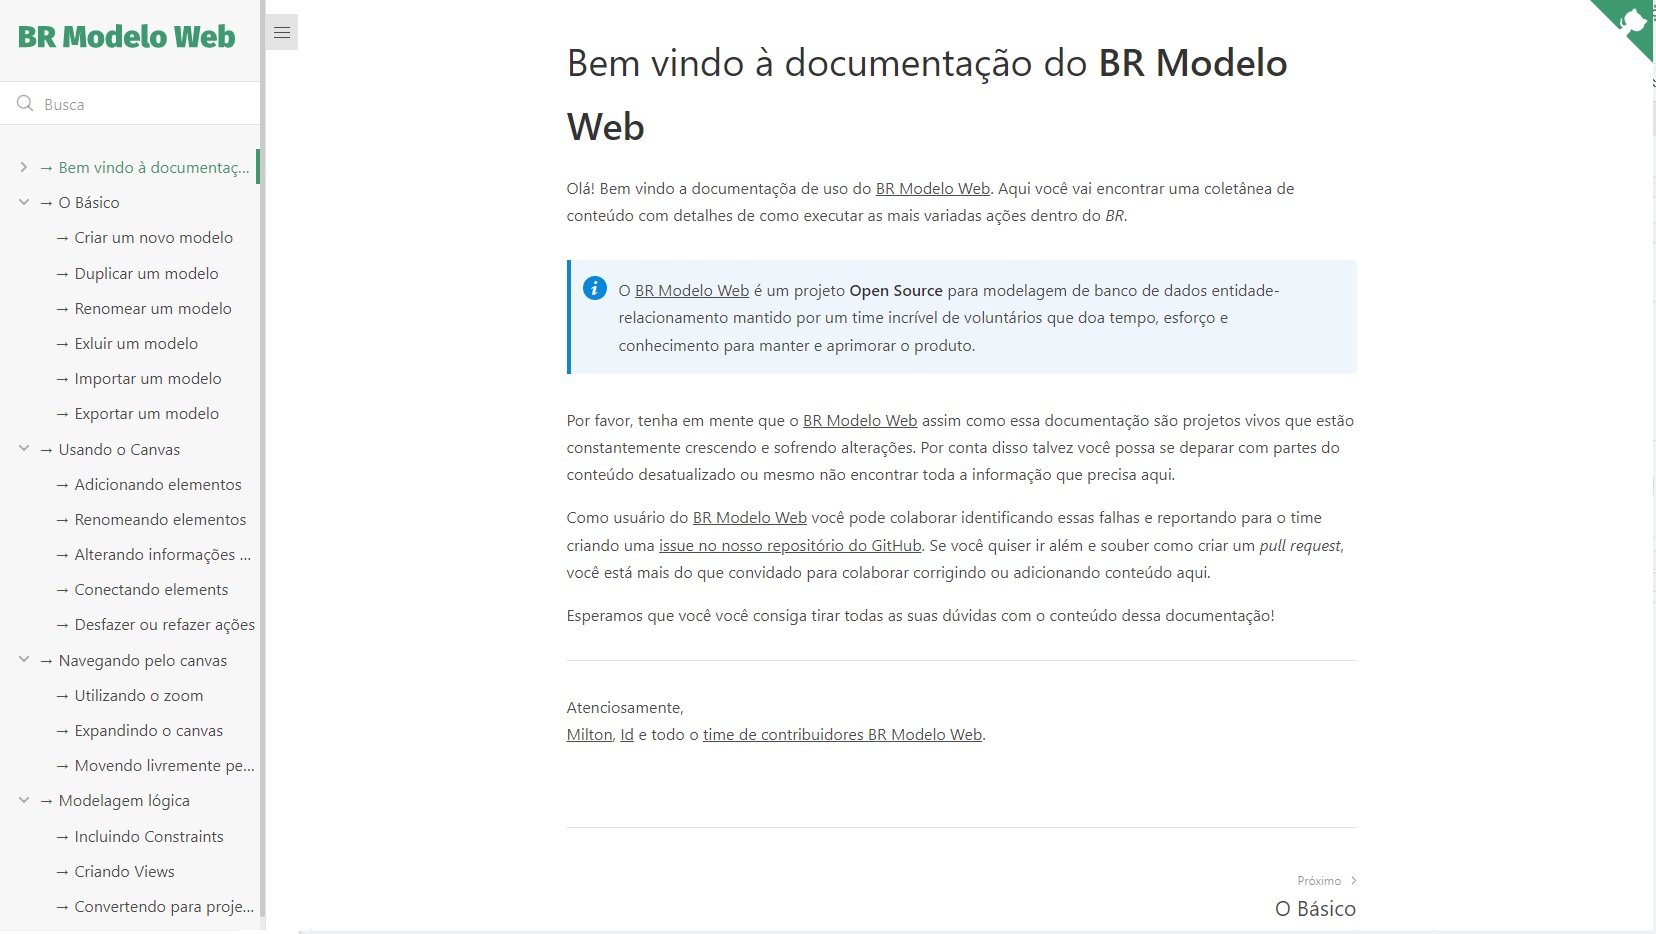 BR Modelo Web
Busca
→ Bem vindo à documentaç...
→ O Básico
→ Criar um novo modelo
→ Duplicar um modelo
→ Renomear um modelo
→ Exluir um modelo
→ Importar um modelo
→ Exportar um modelo
→ Usando o Canvas
→ Adicionando elementos
→ Renomeando elementos
→ Alterando informações ...
→ Conectando elements
→ Desfazer ou refazer ações
→ Navegando pelo canvas
→ Utilizando o zoom
→ Expandindo o canvas
→ Movendo livremente pe...
→ Modelagem lógica
→ Incluindo Constraints
→ Criando Views
→ Convertendo para proje...
Bem vindo à documentação do BR Modelo
Web
Olá! Bem vindo a documentaçõa de uso do BR Modelo Web. Aqui você vai encontrar uma coletânea de
conteúdo com detalhes de como executar as mais variadas ações dentro do BR.
O BR Modelo Web é um projeto Open Source para modelagem de banco de dados entidade-
relacionamento mantido por um time incrível de voluntários que doa tempo, esforço e
conhecimento para manter e aprimorar o produto.
Por favor, tenha em mente que o BR Modelo Web assim como essa documentação são projetos vivos que estão
constantemente crescendo e sofrendo alterações. Por conta disso talvez você possa se deparar com partes do
conteúdo desatualizado ou mesmo não encontrar toda a informação que precisa aqui.
Como usuário do BR Modelo Web você pode colaborar identificando essas falhas e reportando para o time
criando uma issue no nosso repositório do GitHub. Se você quiser ir além e souber como criar um pull request,
você está mais do que convidado para colaborar corrigindo ou adicionando conteúdo aqui.
Esperamos que você você consiga tirar todas as suas dúvidas com o conteúdo dessa documentação!
Atenciosamente,
Milton, Id e todo o time de contribuidores BR Modelo Web.
Próximo
O Básico